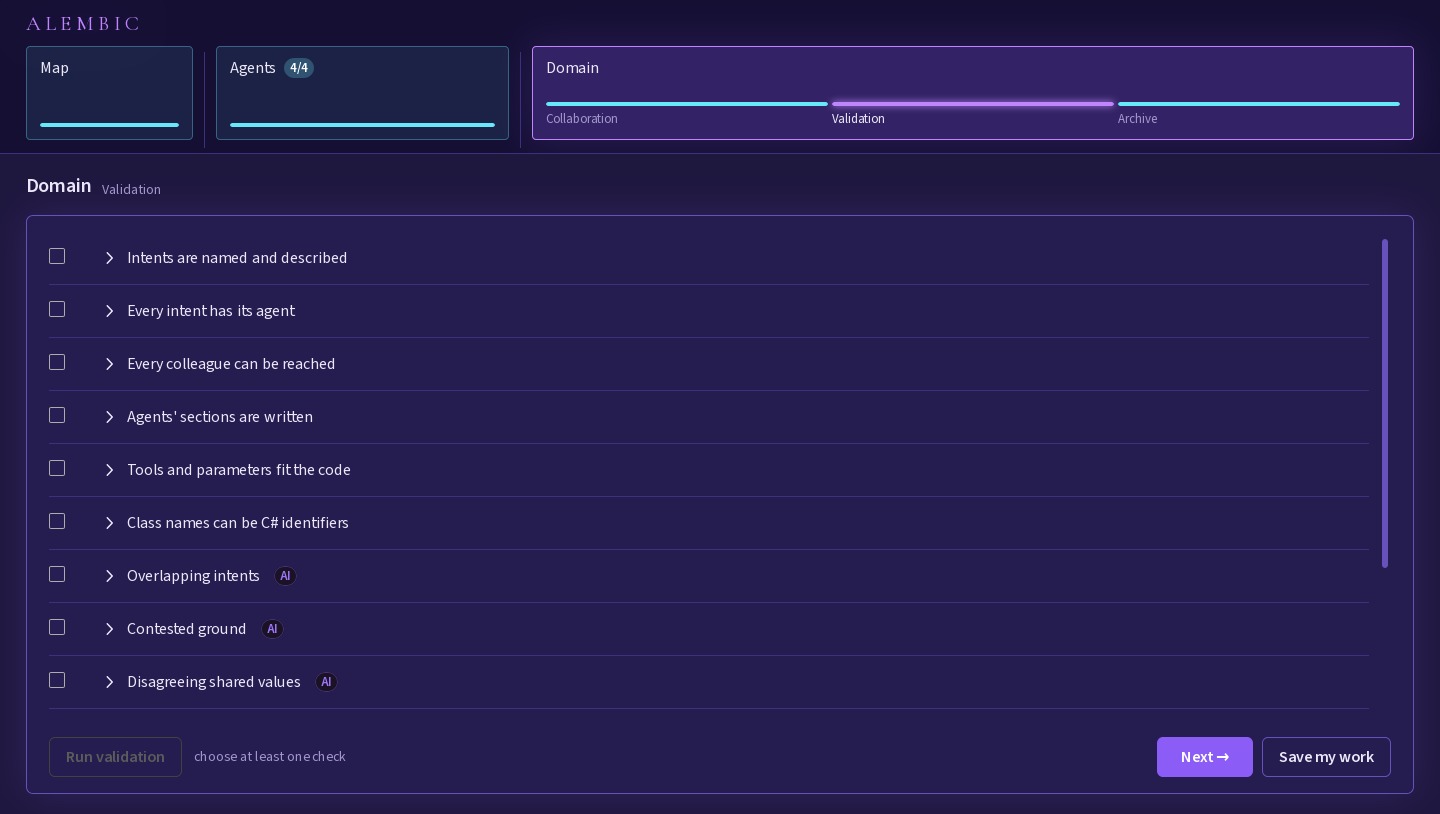 ALEMBIC
Map
Agents 4/4
Domain
Collaboration
Validation
Archive
Domain Validation
Intents are named and described
Every intent has its agent
Every colleague can be reached
Agents' sections are written
Tools and parameters fit the code
Class names can be C# identifiers
Overlapping intents AI
Contested ground AI
Disagreeing shared values AI
Run validation choose at least one check Next → Save my work